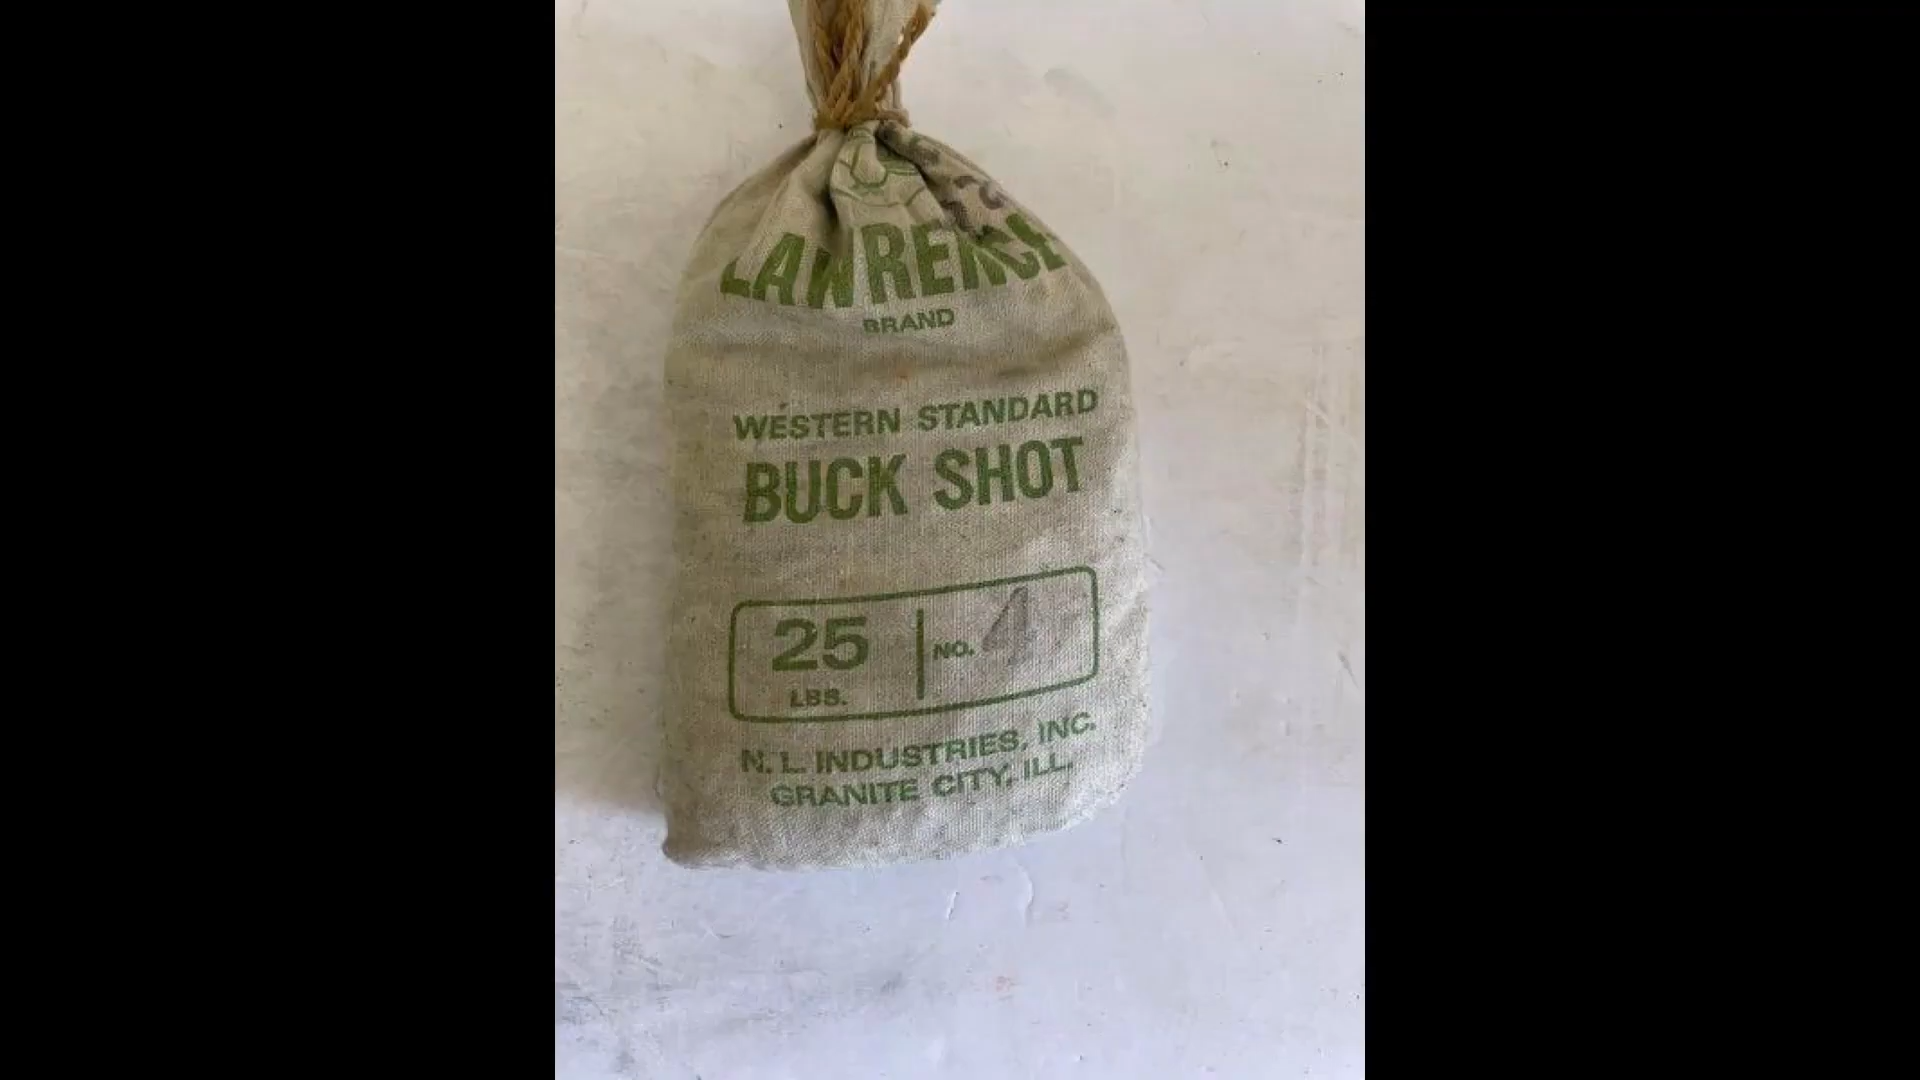 LAWRENCE
BRAND
WESTERN STANDARD
BUCK SHOT
25
LBS.
NO. 4
N. L. INDUSTRIES, INC.
GRANITE CITY, ILL.